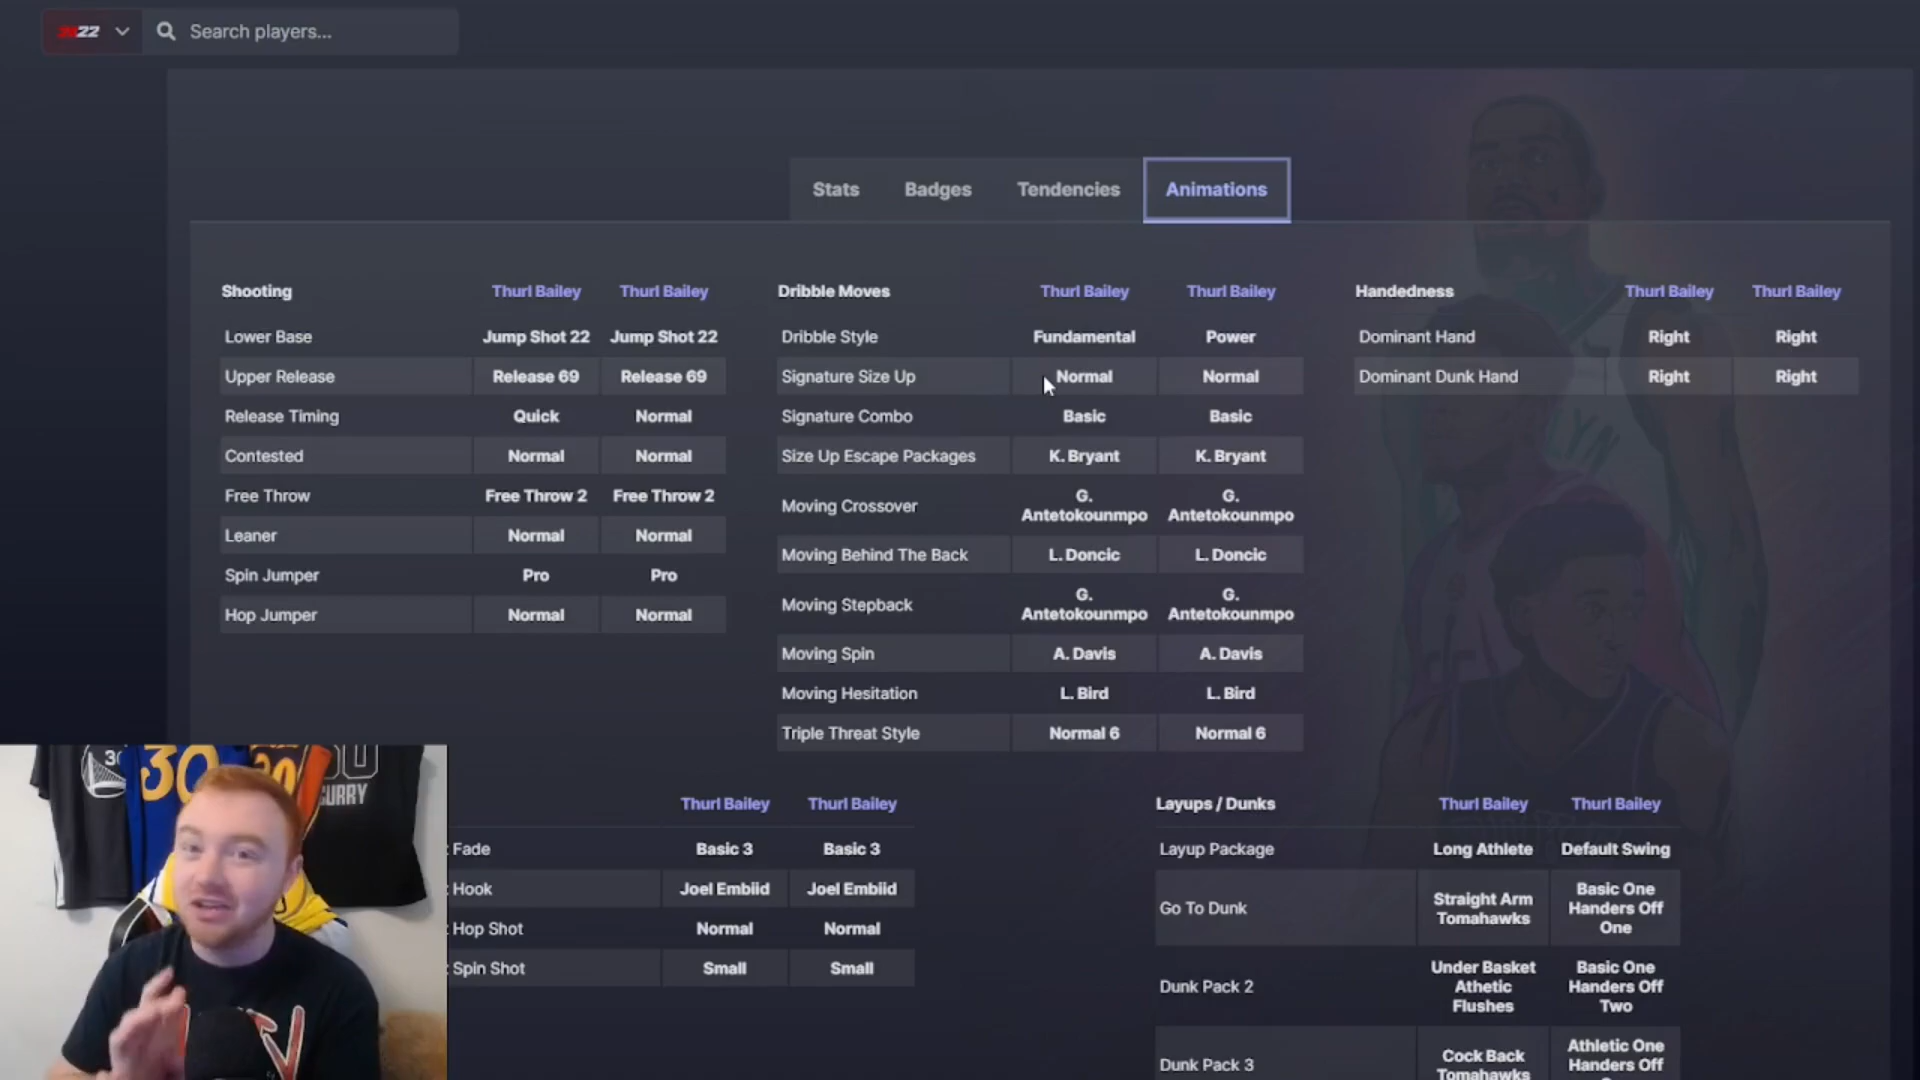 2K22
Search players...
Stats Badges Tendencies Animations
Shooting Thurl Bailey Thurl Bailey
Lower Base Jump Shot 22 Jump Shot 22
Upper Release Release 69 Release 69
Release Timing Quick Normal
Contested Normal Normal
Free Throw Free Throw 2 Free Throw 2
Leaner Normal Normal
Spin Jumper Pro Pro
Hop Jumper Normal Normal
Dribble Moves Thurl Bailey Thurl Bailey
Dribble Style Fundamental Power
Signature Size Up Normal Normal
Signature Combo Basic Basic
Size Up Escape Packages K. Bryant K. Bryant
Moving Crossover G. Antetokounmpo G. Antetokounmpo
Moving Behind The Back L. Doncic L. Doncic
Moving Stepback G. Antetokounmpo G. Antetokounmpo
Moving Spin A. Davis A. Davis
Moving Hesitation L. Bird L. Bird
Triple Threat Style Normal 6 Normal 6
Handedness Thurl Bailey Thurl Bailey
Dominant Hand Right Right
Dominant Dunk Hand Right Right
Thurl Bailey Thurl Bailey
Fade Basic 3 Basic 3
Hook Joel Embiid Joel Embiid
Hop Shot Normal Normal
Spin Shot Small Small
Layups / Dunks Thurl Bailey Thurl Bailey
Layup Package Long Athlete Default Swing
Go To Dunk Straight Arm Tomahawks Basic One Handers Off One
Dunk Pack 2 Under Basket Athetic Flushes Basic One Handers Off Two
Dunk Pack 3 Cock Back Tomahawks Athletic One Handers Off
30
30
30
CURRY